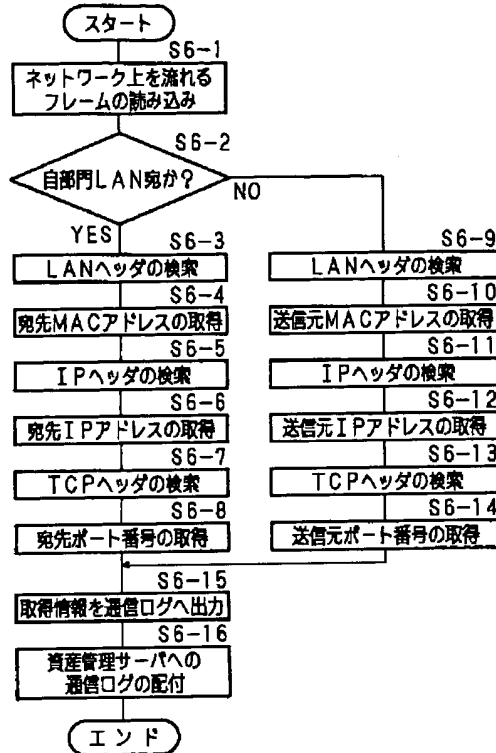 スタート
S6-1
ネットワーク上を流れる
フレームの読み込み
S6-2
自部門LAN宛か?
NO
YES
S6-3
LANヘッダの検索
S6-4
宛先MACアドレスの取得
S6-5
IPヘッダの検索
S6-6
宛先IPアドレスの取得
S6-7
TCPヘッダの検索
S6-8
宛先ポート番号の取得
S6-9
LANヘッダの検索
S6-10
送信元MACアドレスの取得
S6-11
IPヘッダの検索
S6-12
送信元IPアドレスの取得
S6-13
TCPヘッダの検索
S6-14
送信元ポート番号の取得
S6-15
取得情報を通信ログへ出力
S6-16
資産管理サーバへの
通信ログの配付
エンド